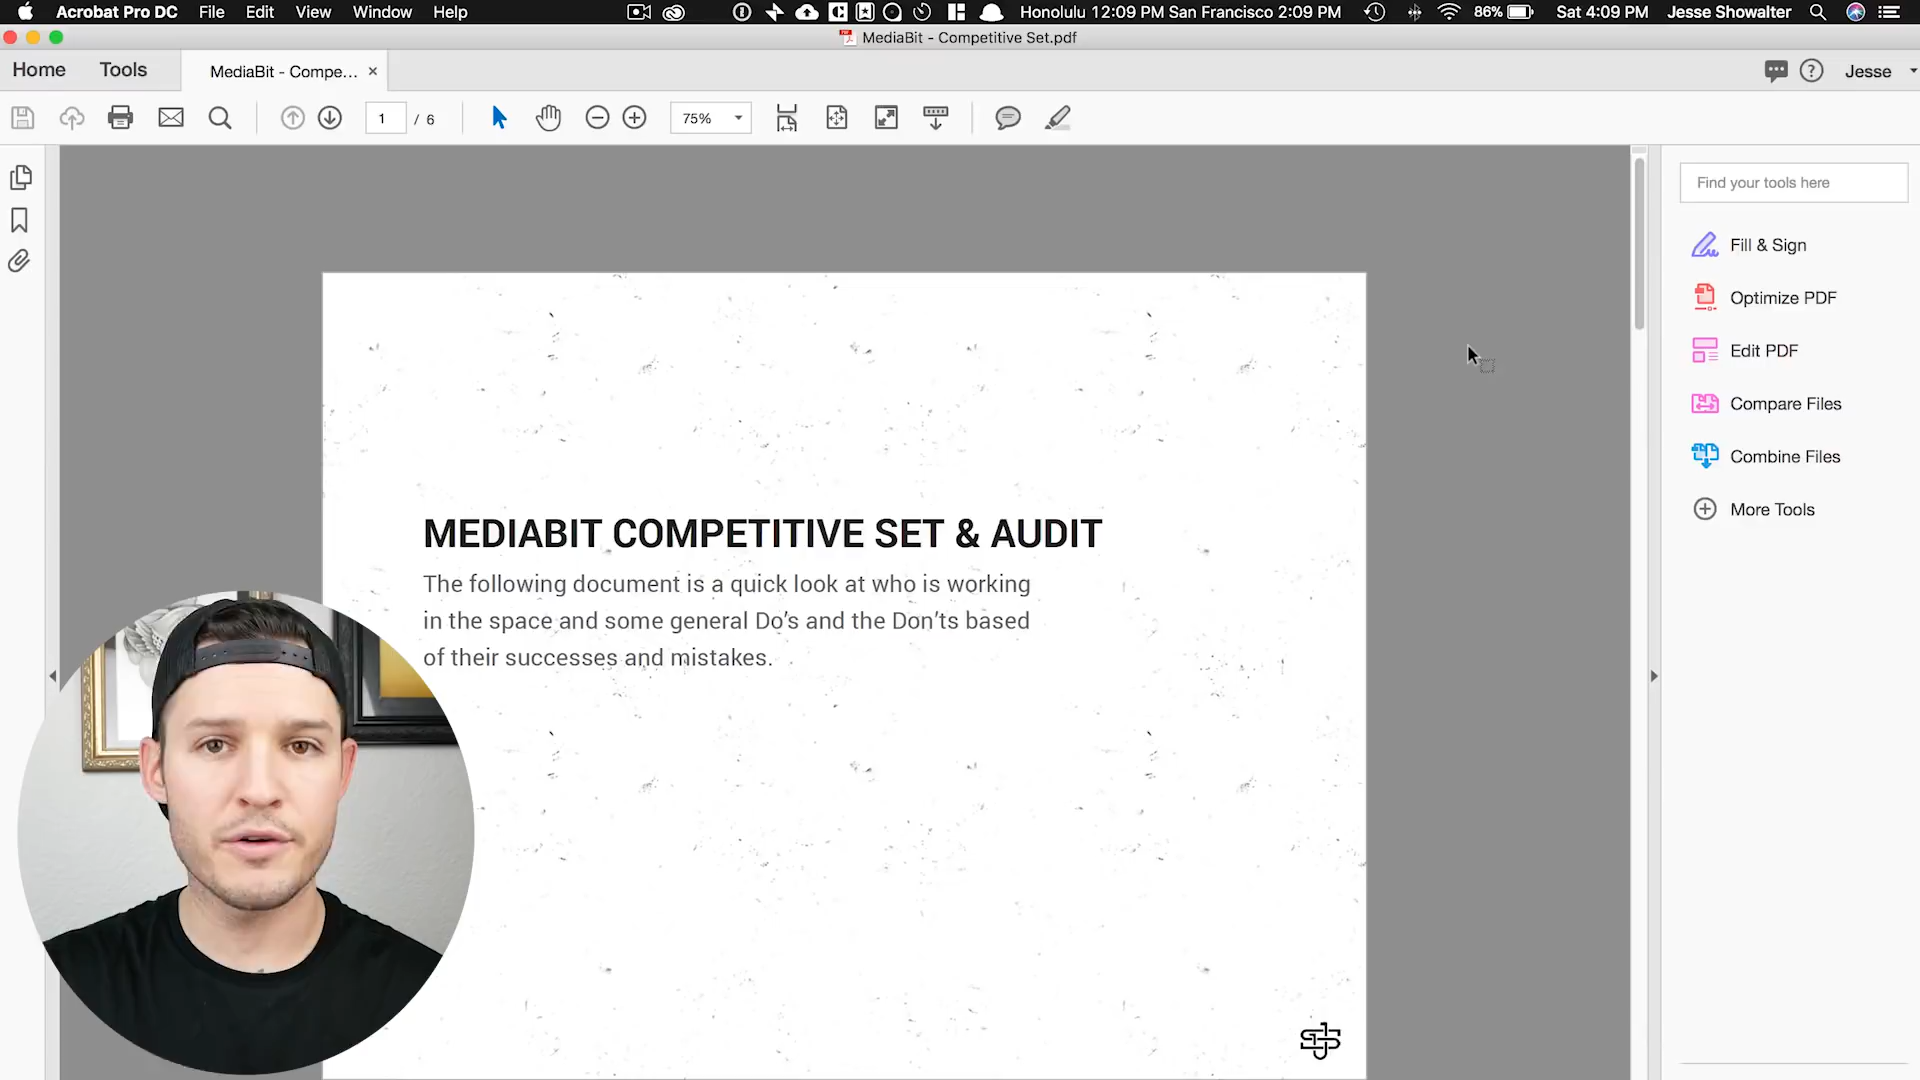 Acrobat Pro DC File Edit View Window Help Honolulu 12:09 PM San Francisco 2:09 PM 86% Sat 4:09 PM Jesse Showalter
MediaBit - Competitive Set.pdf
Home Tools MediaBit - Compe... Jesse
1 / 6 75%
Find your tools here
Fill & Sign
Optimize PDF
Edit PDF
Compare Files
Combine Files
More Tools
MEDIABIT COMPETITIVE SET & AUDIT
The following document is a quick look at who is working
in the space and some general Do's and the Don'ts based
of their successes and mistakes.